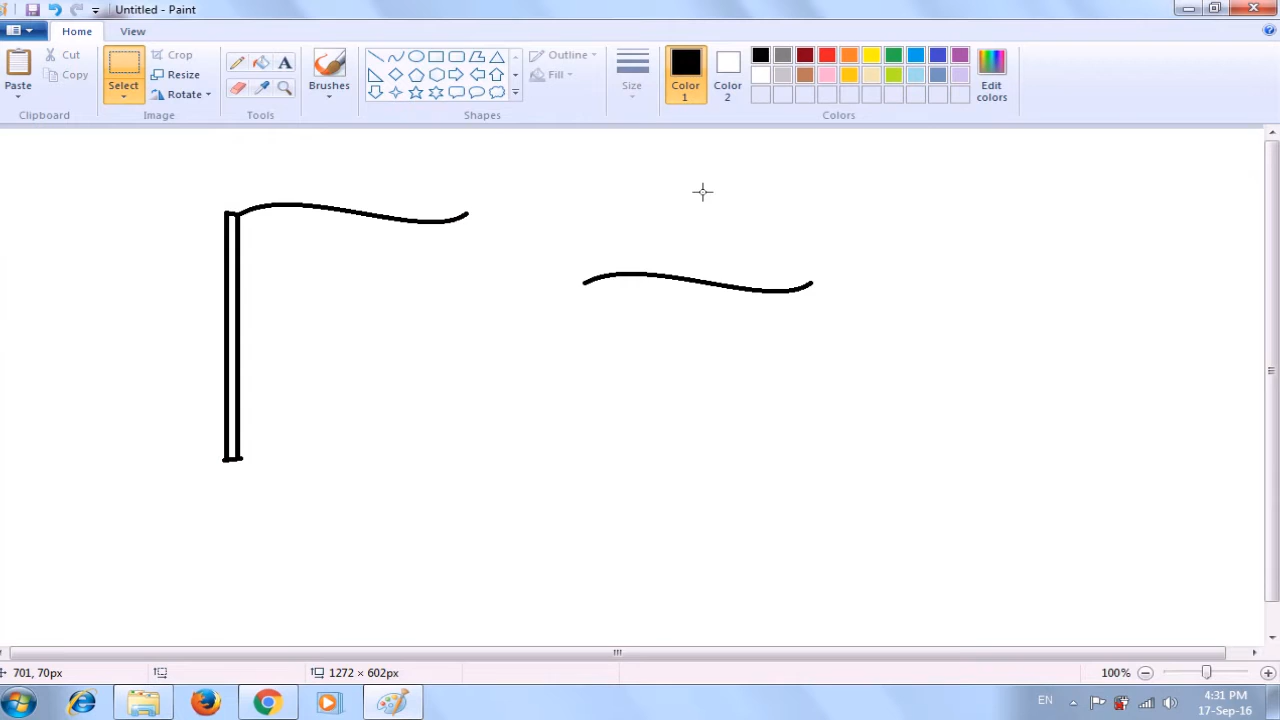 Untitled - Paint
Home
View
Paste
Cut
Copy
Clipboard
Select
Crop
Resize
Rotate
Image
A
Tools
Brushes
Shapes
Outline
Fill
Size
Color 1
Color 2
Edit colors
Colors
701, 70px
1272 × 602px
100%
EN
4:31 PM
17-Sep-16